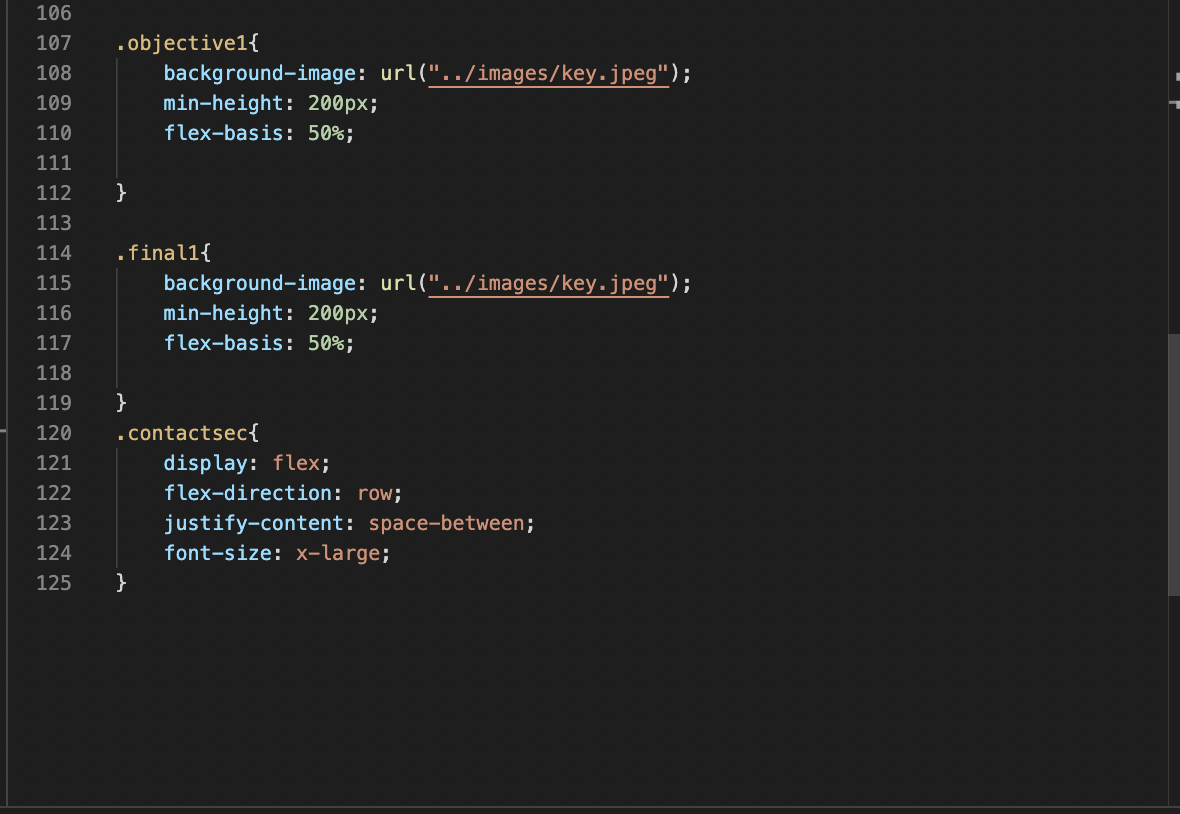 106
107 .objective1{
108 background-image: url("../images/key.jpeg");
109 min-height: 200px;
110 flex-basis: 50%;
111
112 }
113
114 .final1{
115 background-image: url("../images/key.jpeg");
116 min-height: 200px;
117 flex-basis: 50%;
118
119 }
120 .contactsec{
121 display: flex;
122 flex-direction: row;
123 justify-content: space-between;
124 font-size: x-large;
125 }